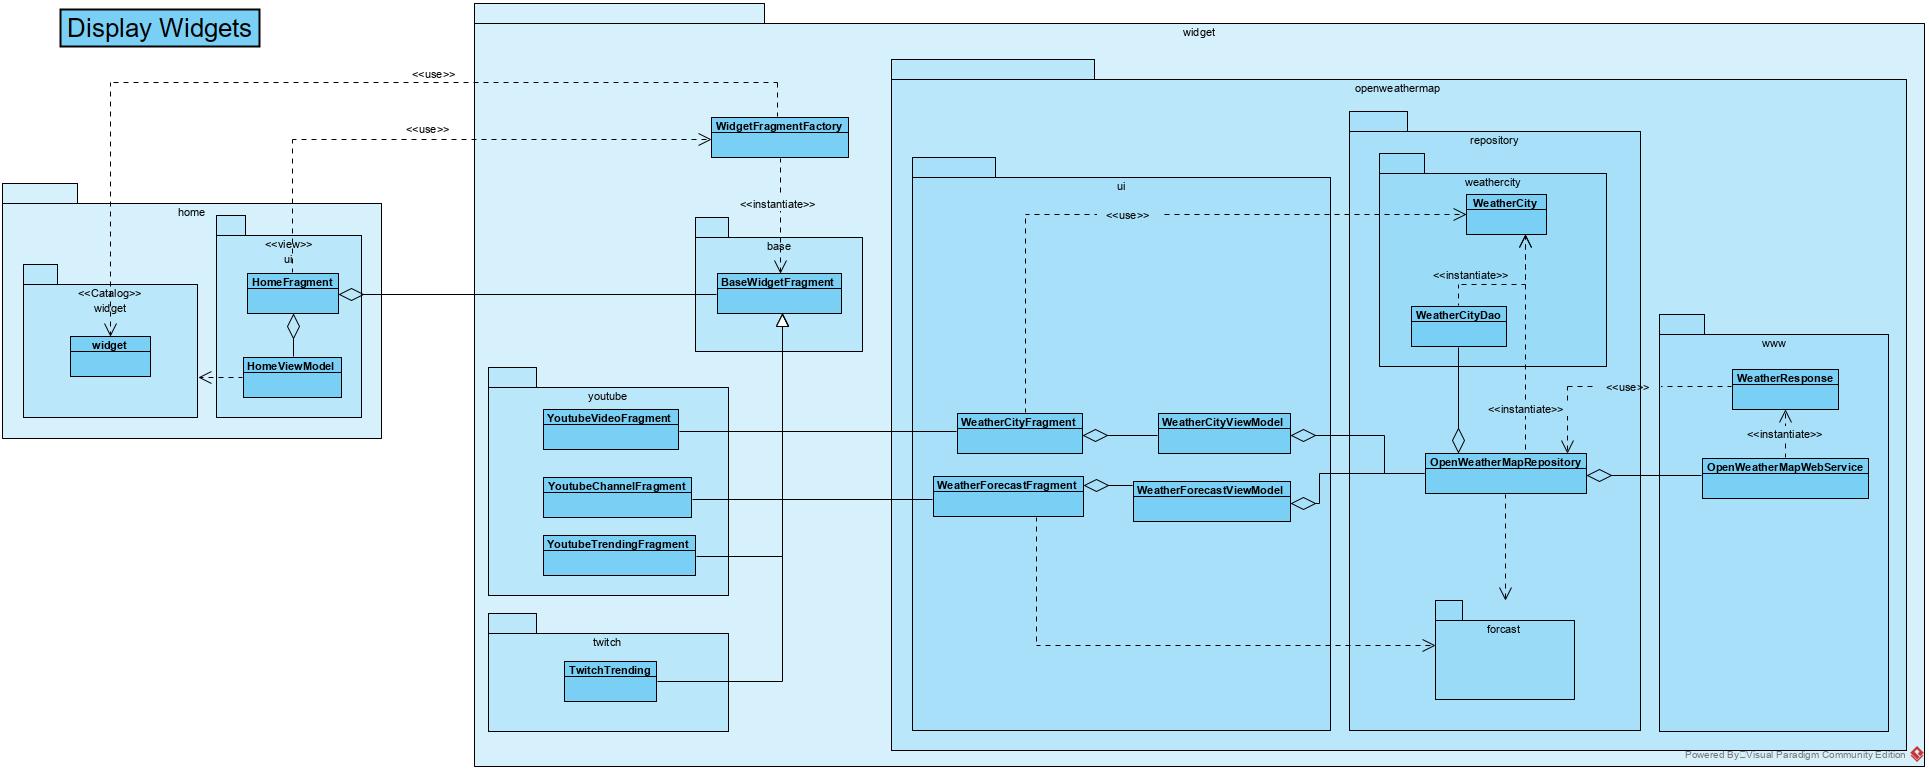 Display Widgets
widget
<<use>>
openweathermap
<<use>>
WidgetFragmentFactory
repository
ui
weathercity
<<instantiate>>
WeatherCity
home
<<use>>
<<view>>
ui
base
<<instantiate>>
HomeFragment
BaseWidgetFragment
<<Catalog>>
widget
WeatherCityDao
widget
www
HomeViewModel
WeatherResponse
<<use>>
youtube
<<instantiate>>
YoutubeVideoFragment
WeatherCityFragment
WeatherCityViewModel
<<instantiate>>
OpenWeatherMapRepository
OpenWeatherMapWebService
YoutubeChannelFragment
WeatherForecastFragment
WeatherForecastViewModel
YoutubeTrendingFragment
forcast
twitch
TwitchTrending
Powered By Visual Paradigm Community Edition